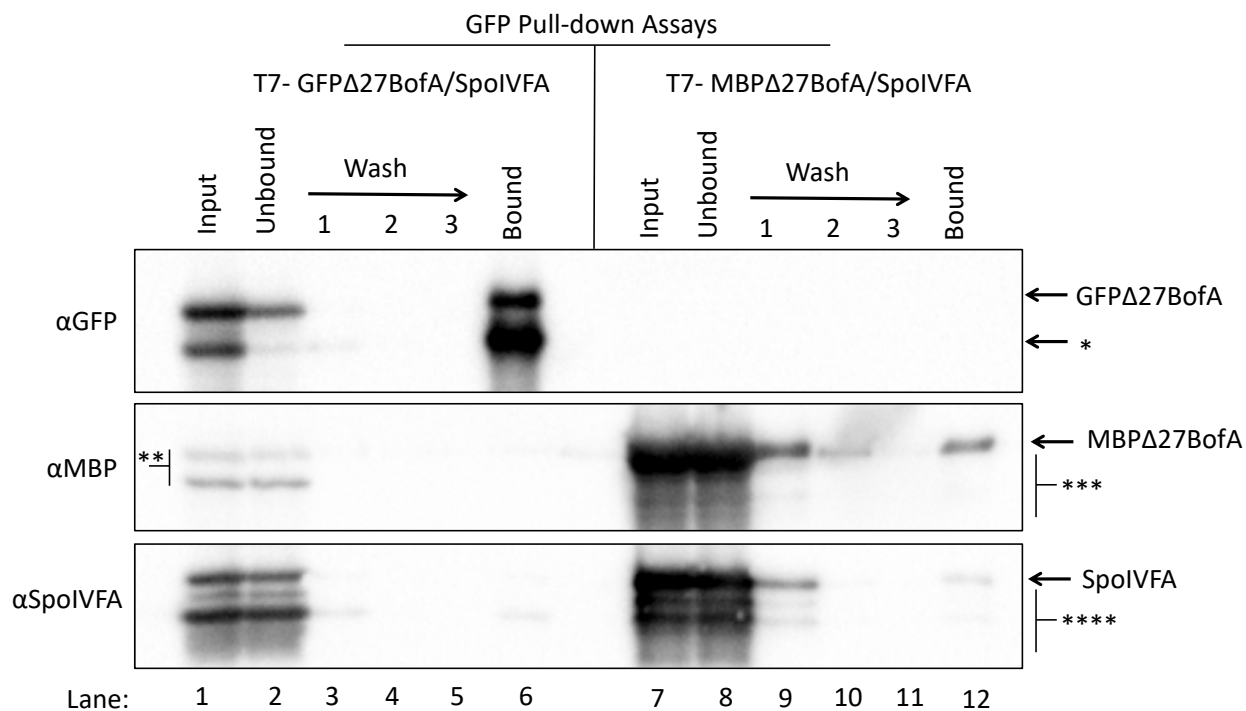 GFP Pull-down Assays
T7- GFPΔ27BofA/SpoIVFA
T7- MBPΔ27BofA/SpoIVFA
Input
Unbound
Wash
1 2 3
Bound
Input
Unbound
Wash
1 2 3
Bound
αGFP
GFPΔ27BofA
*
αMBP
**
MBPΔ27BofA
***
αSpoIVFA
SpoIVFA
****
Lane: 1 2 3 4 5 6 7 8 9 10 11 12